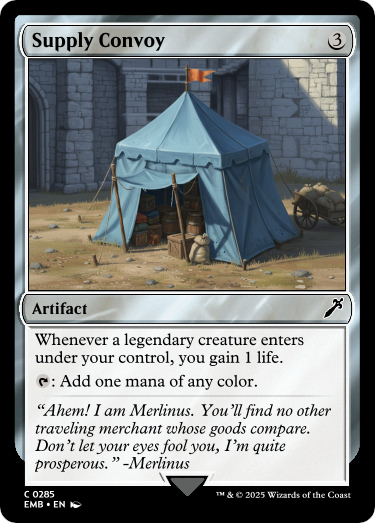 Supply Convoy 3
Artifact
Whenever a legendary creature enters
under your control, you gain 1 life.
: Add one mana of any color.
“Ahem! I am Merlinus. You’ll find no other
traveling merchant whose goods compare.
Don’t let your eyes fool you, I’m quite
prosperous.” -Merlinus
C 0285
EMB • EN
™ & © 2025 Wizards of the Coast